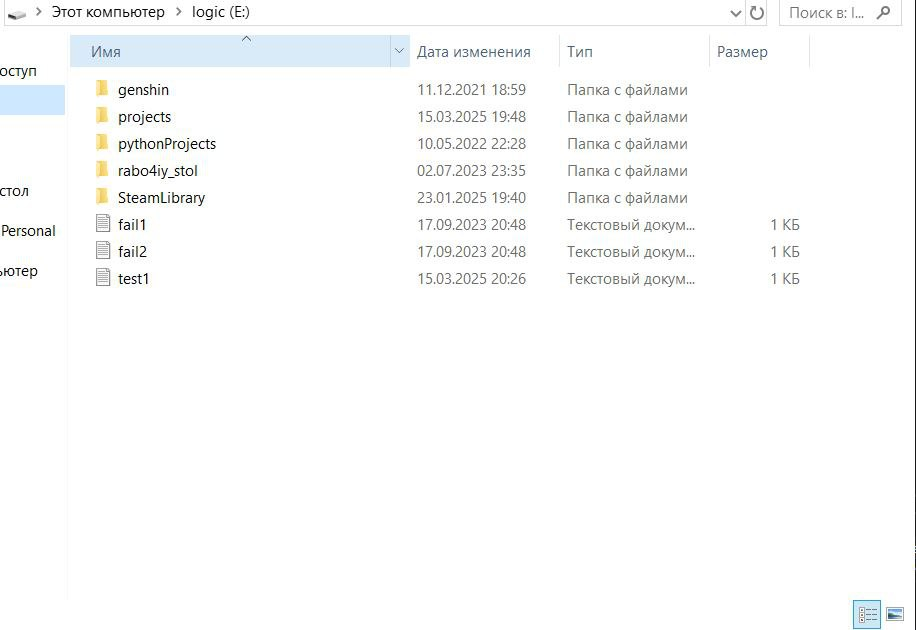 Этот компьютер > logic (E:)
Поиск в: l...
Имя Дата изменения Тип Размер
genshin 11.12.2021 18:59 Папка с файлами
projects 15.03.2025 19:48 Папка с файлами
pythonProjects 10.05.2022 22:28 Папка с файлами
rabo4iy_stol 02.07.2023 23:35 Папка с файлами
SteamLibrary 23.01.2025 19:40 Папка с файлами
fail1 17.09.2023 20:48 Текстовый докум... 1 КБ
fail2 17.09.2023 20:48 Текстовый докум... 1 КБ
test1 15.03.2025 20:26 Текстовый докум... 1 КБ
оступ
стол
Personal
ьютер